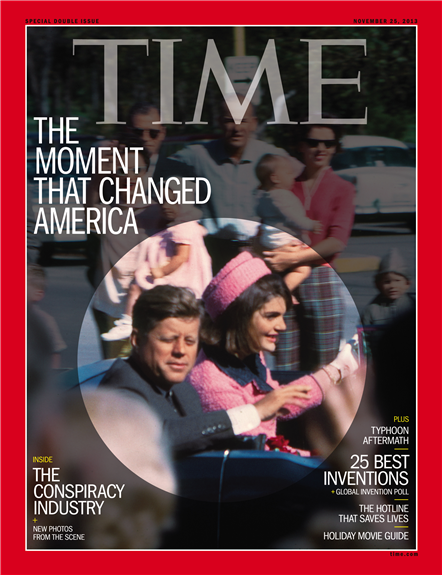 SPECIAL DOUBLE ISSUE
NOVEMBER 25, 2013
TIME
THE
MOMENT
THAT CHANGED
AMERICA
INSIDE
THE
CONSPIRACY
INDUSTRY
+
NEW PHOTOS
FROM THE SCENE
PLUS
TYPHOON
AFTERMATH
25 BEST
INVENTIONS
+ GLOBAL INVENTION POLL
THE HOTLINE
THAT SAVES LIVES
HOLIDAY MOVIE GUIDE
TIME.com